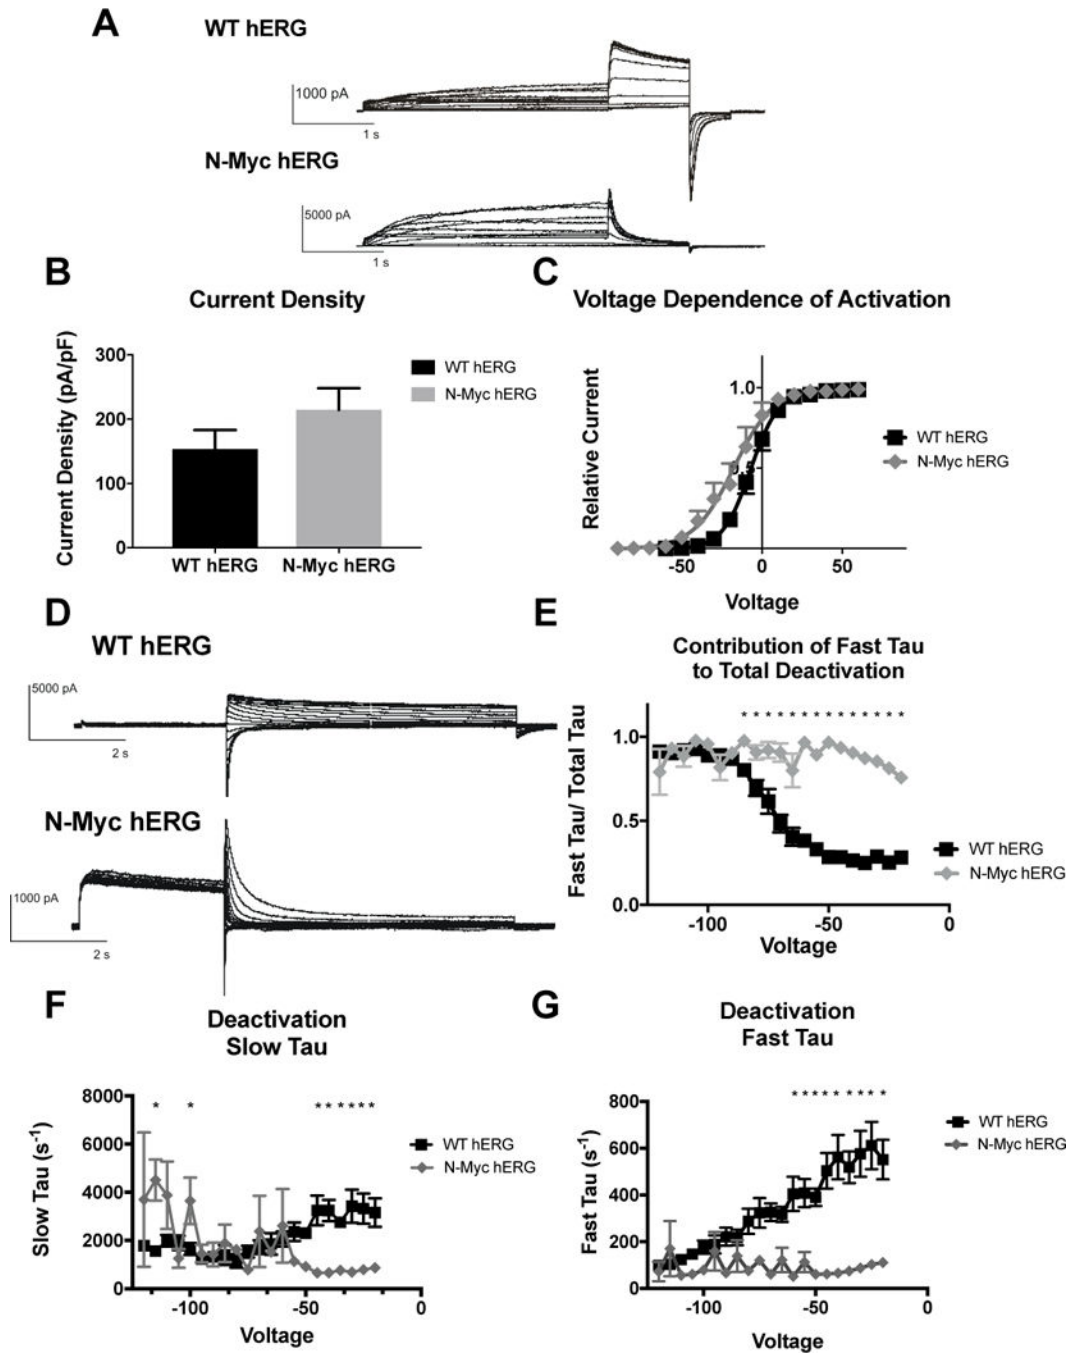 A
WT hERG
1000 pA
1 s
N-Myc hERG
5000 pA
1 s
B
Current Density
Current Density (pA/pF)
300
200
100
0
WT hERG
N-Myc hERG
WT hERG
N-Myc hERG
C
Voltage Dependence of Activation
Relative Current
1.0
0.5
-50
0
50
Voltage
WT hERG
N-Myc hERG
D
WT hERG
5000 pA
2 s
N-Myc hERG
1000 pA
2 s
E
Contribution of Fast Tau
to Total Deactivation
Fast Tau/ Total Tau
* * * * * * * * * * * * * *
1.0
0.5
0.0
-100
-50
0
Voltage
WT hERG
N-Myc hERG
F
Deactivation
Slow Tau
Slow Tau (s⁻¹)
8000
6000
4000
2000
0
* * * * * * * *
-100
-50
0
Voltage
WT hERG
N-Myc hERG
G
Deactivation
Fast Tau
Fast Tau (s⁻¹)
800
600
400
200
0
* * * * * * * * *
-100
-50
0
Voltage
WT hERG
N-Myc hERG